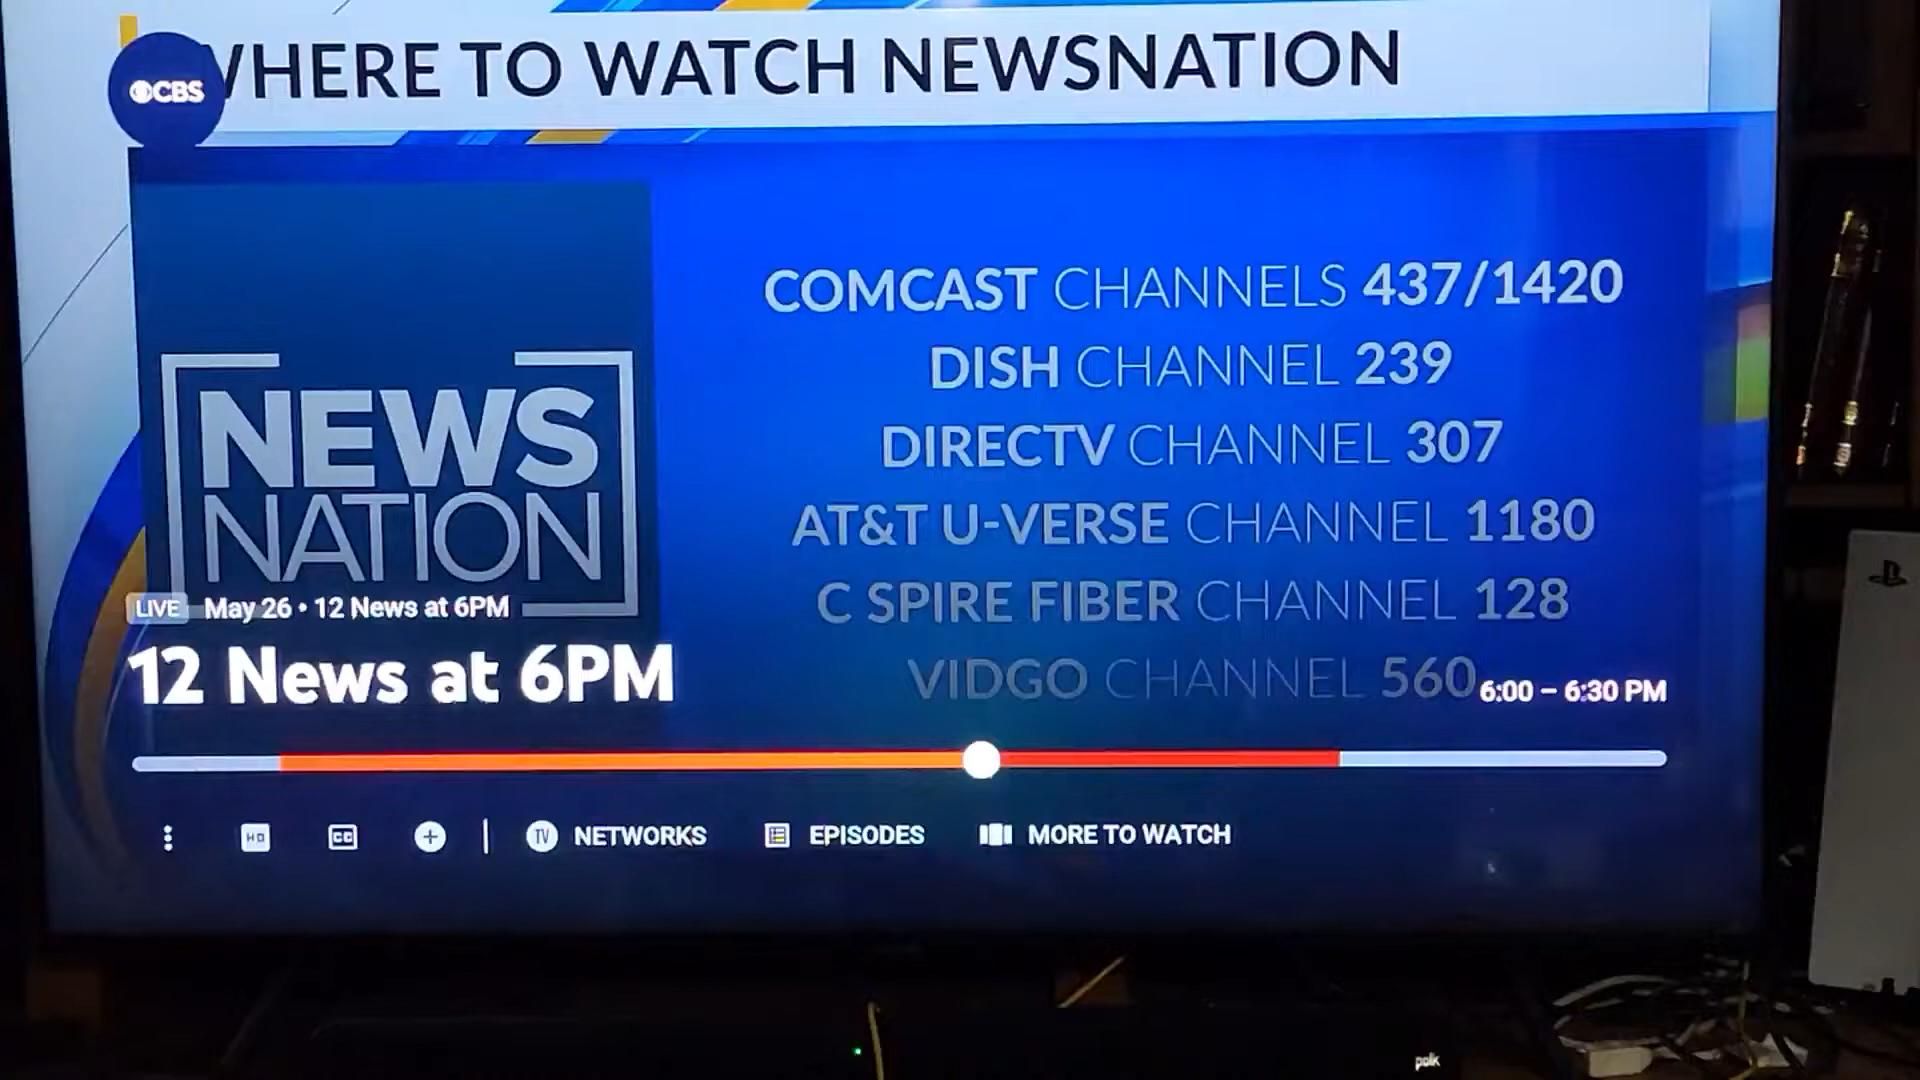 WHERE TO WATCH NEWSNATION
CBS
COMCAST CHANNELS 437/1420
DISH CHANNEL 239
DIRECTV CHANNEL 307
AT&T U-VERSE CHANNEL 1180
C SPIRE FIBER CHANNEL 128
VIDGO CHANNEL 560
NEWS
NATION
LIVE May 26 • 12 News at 6PM
12 News at 6PM
6:00 – 6:30 PM
HD CC TV NETWORKS EPISODES MORE TO WATCH
polk